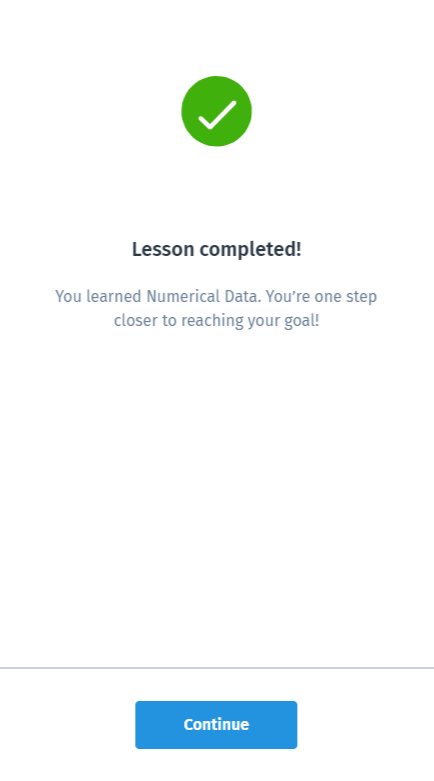 Lesson completed!
You learned Numerical Data. You're one step
closer to reaching your goal!
Continue